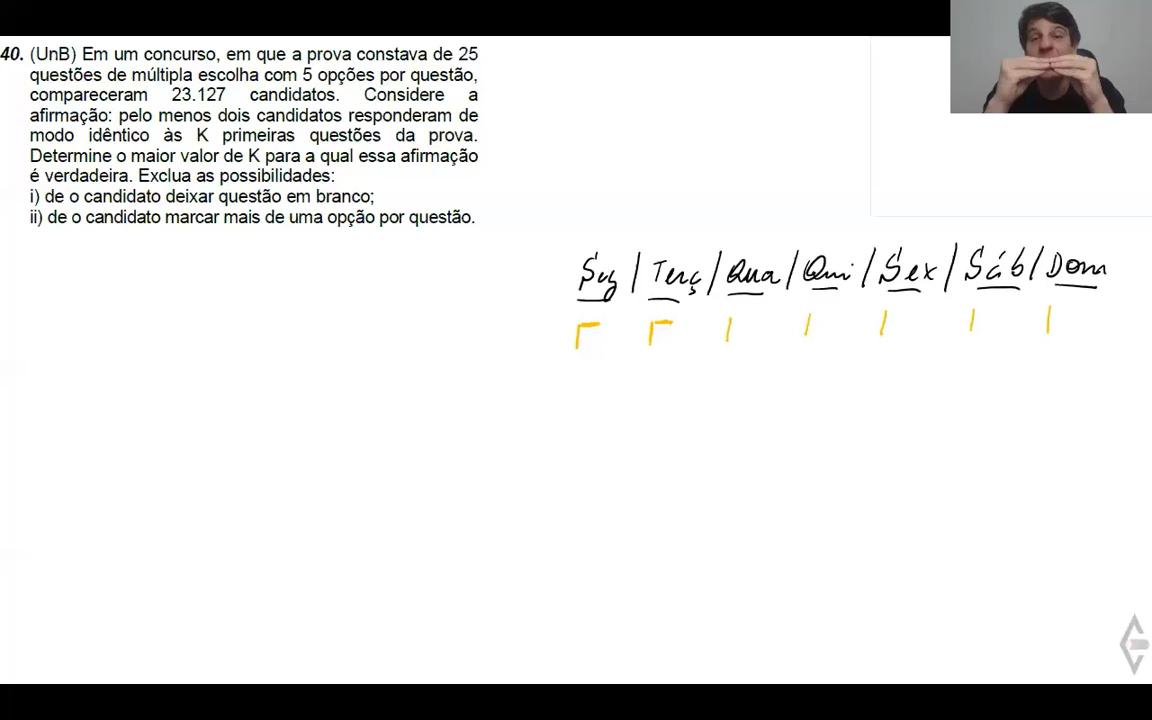 40. (UnB) Em um concurso, em que a prova constava de 25
questões de múltipla escolha com 5 opções por questão,
compareceram 23.127 candidatos. Considere a
afirmação: pelo menos dois candidatos responderam de
modo idêntico às K primeiras questões da prova.
Determine o maior valor de K para a qual essa afirmação
é verdadeira. Exclua as possibilidades:
i) de o candidato deixar questão em branco;
ii) de o candidato marcar mais de uma opção por questão.
Seg / Terç / Qua / Qui / Sex / Sáb / Dom